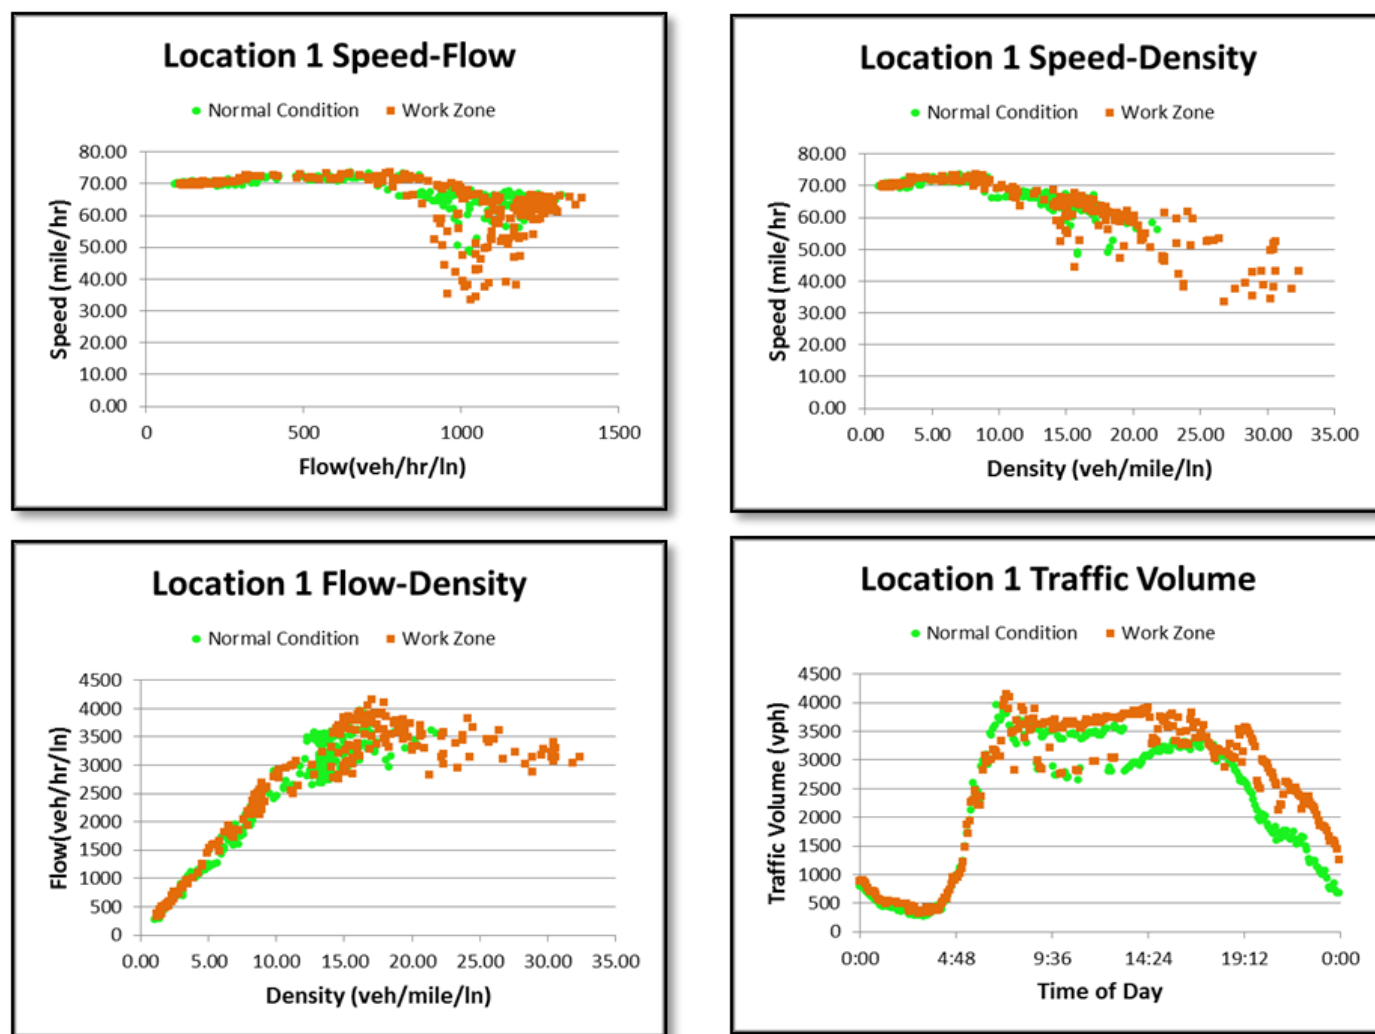 Location 1 Speed-Flow
Normal Condition Work Zone
80.00
70.00
60.00
50.00
40.00
30.00
20.00
10.00
0.00
Speed (mile/hr)
0 500 1000 1500
Flow(veh/hr/ln)
Location 1 Speed-Density
Normal Condition Work Zone
80.00
70.00
60.00
50.00
40.00
30.00
20.00
10.00
0.00
Speed (mile/hr)
0.00 5.00 10.00 15.00 20.00 25.00 30.00 35.00
Density (veh/mile/ln)
Location 1 Flow-Density
Normal Condition Work Zone
4500
4000
3500
3000
2500
2000
1500
1000
500
0
Flow(veh/hr/ln)
0.00 5.00 10.00 15.00 20.00 25.00 30.00 35.00
Density (veh/mile/ln)
Location 1 Traffic Volume
Normal Condition Work Zone
4500
4000
3500
3000
2500
2000
1500
1000
500
0
Traffic Volume (vph)
0:00 4:48 9:36 14:24 19:12 0:00
Time of Day